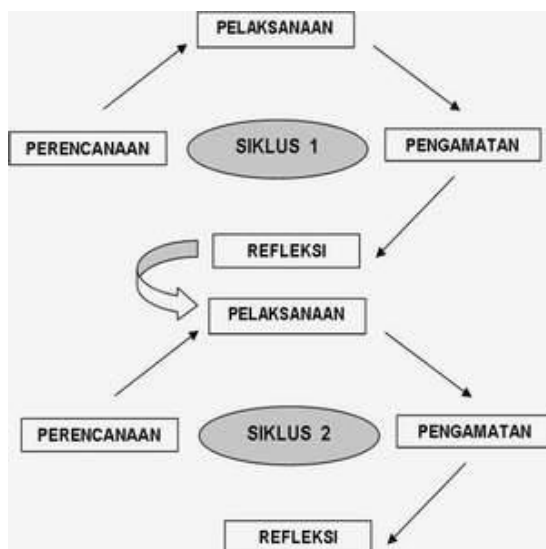 PELAKSANAAN
PERENCANAAN
SIKLUS 1
PENGAMATAN
REFLEKSI
PELAKSANAAN
PERENCANAAN
SIKLUS 2
PENGAMATAN
REFLEKSI